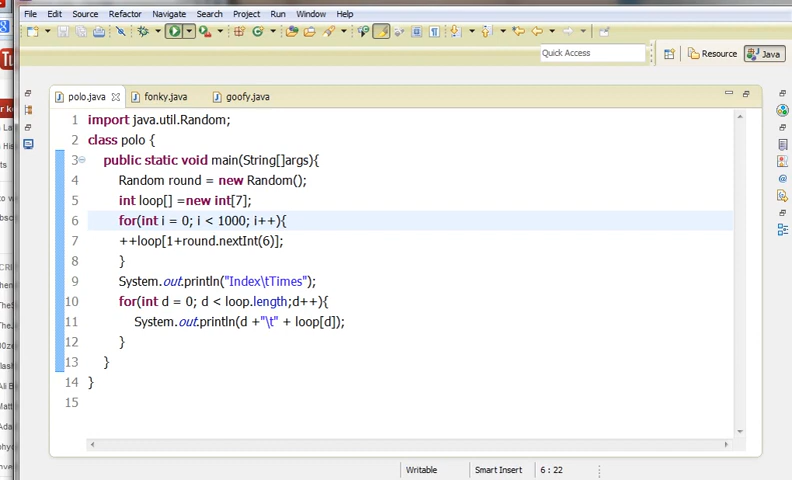 File Edit Source Refactor Navigate Search Project Run Window Help
Quick Access
Resource
Java
polo.java
fonky.java
goofy.java
1 import java.util.Random;
2 class polo {
3 public static void main(String[]args){
4 Random round = new Random();
5 int loop[] =new int[7];
6 for(int i = 0; i < 1000; i++){
7 ++loop[1+round.nextInt(6)];
8 }
9 System.out.println("Index\tTimes");
10 for(int d = 0; d < loop.length;d++){
11 System.out.println(d +"\t" + loop[d]);
12 }
13 }
14 }
15
Writable
Smart Insert
6 : 22